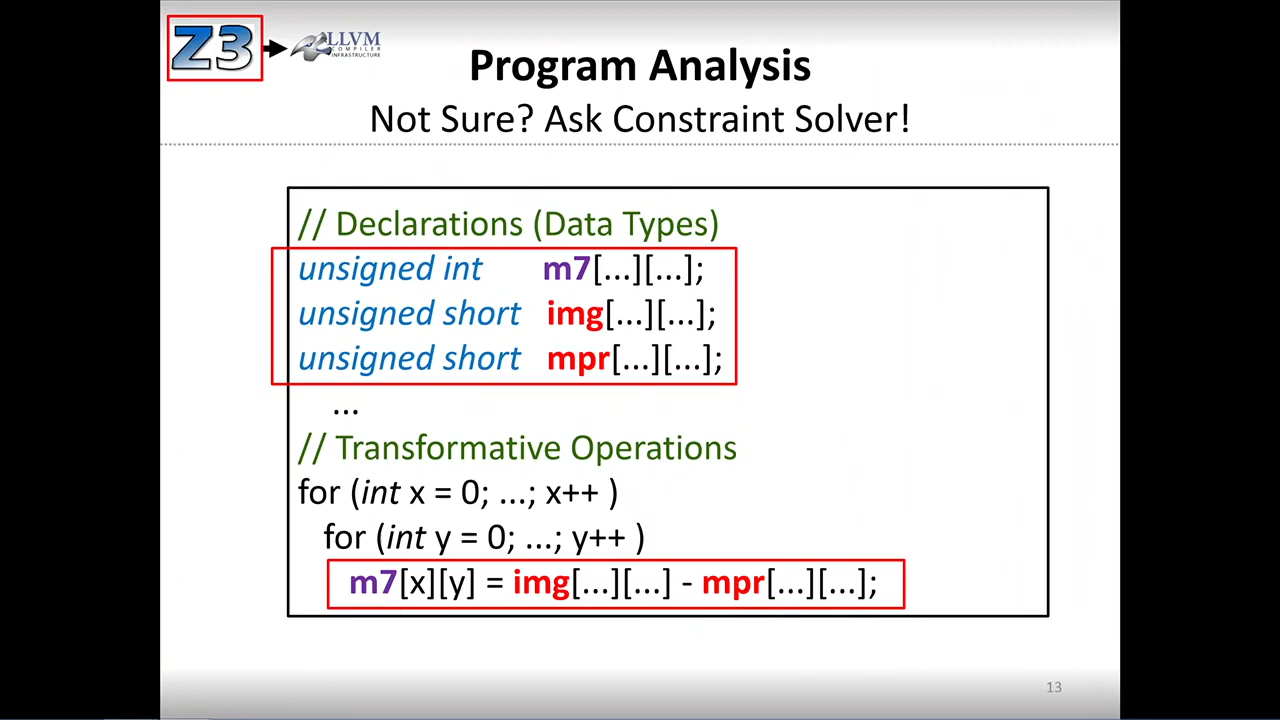 Z3
LLVM
COMPILER
INFRASTRUCTURE
Program Analysis
Not Sure? Ask Constraint Solver!
// Declarations (Data Types)
unsigned int m7[...][...];
unsigned short img[...][...];
unsigned short mpr[...][...];
...
// Transformative Operations
for (int x = 0; ...; x++ )
for (int y = 0; ...; y++ )
m7[x][y] = img[...][...] - mpr[...][...];
13